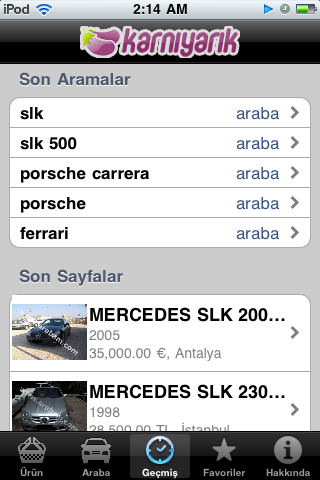 iPod 2:14 AM
karnıyarık
Son Aramalar
slk araba
slk 500 araba
porsche carrera araba
porsche araba
ferrari araba
Son Sayfalar
MERCEDES SLK 200...
2005
35,000.00 €, Antalya
MERCEDES SLK 230...
1998
28,500.00 TL, İstanbul
Ürün Araba Geçmiş Favoriler Hakkında